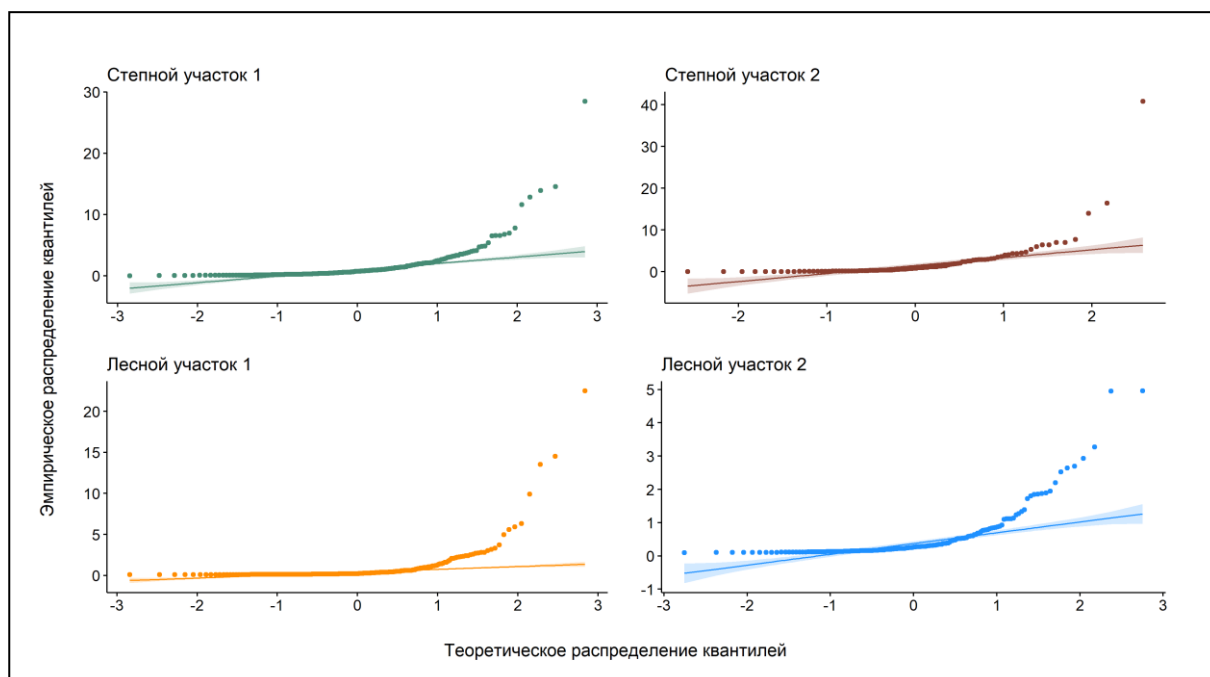 Степной участок 1
Степной участок 2
30
20
10
0
-3 -2 -1 0 1 2 3
40
30
20
10
0
-2 -1 0 1 2
Эмпирическое распределение квантилей
Лесной участок 1
Лесной участок 2
20
15
10
5
0
-3 -2 -1 0 1 2 3
5
4
3
2
1
0
-1
-3 -2 -1 0 1 2 3
Теоретическое распределение квантилей